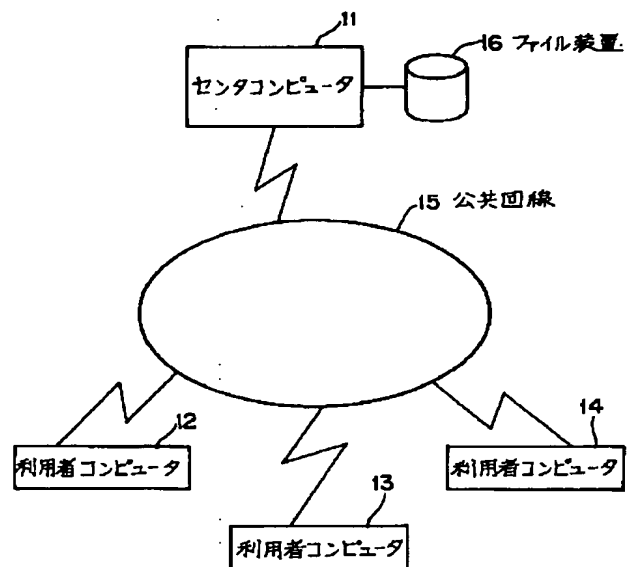 11
16 ファイル装置
センタコンピュータ
15 公共回線
12
14
利用者コンピュータ
利用者コンピュータ
13
利用者コンピュータ